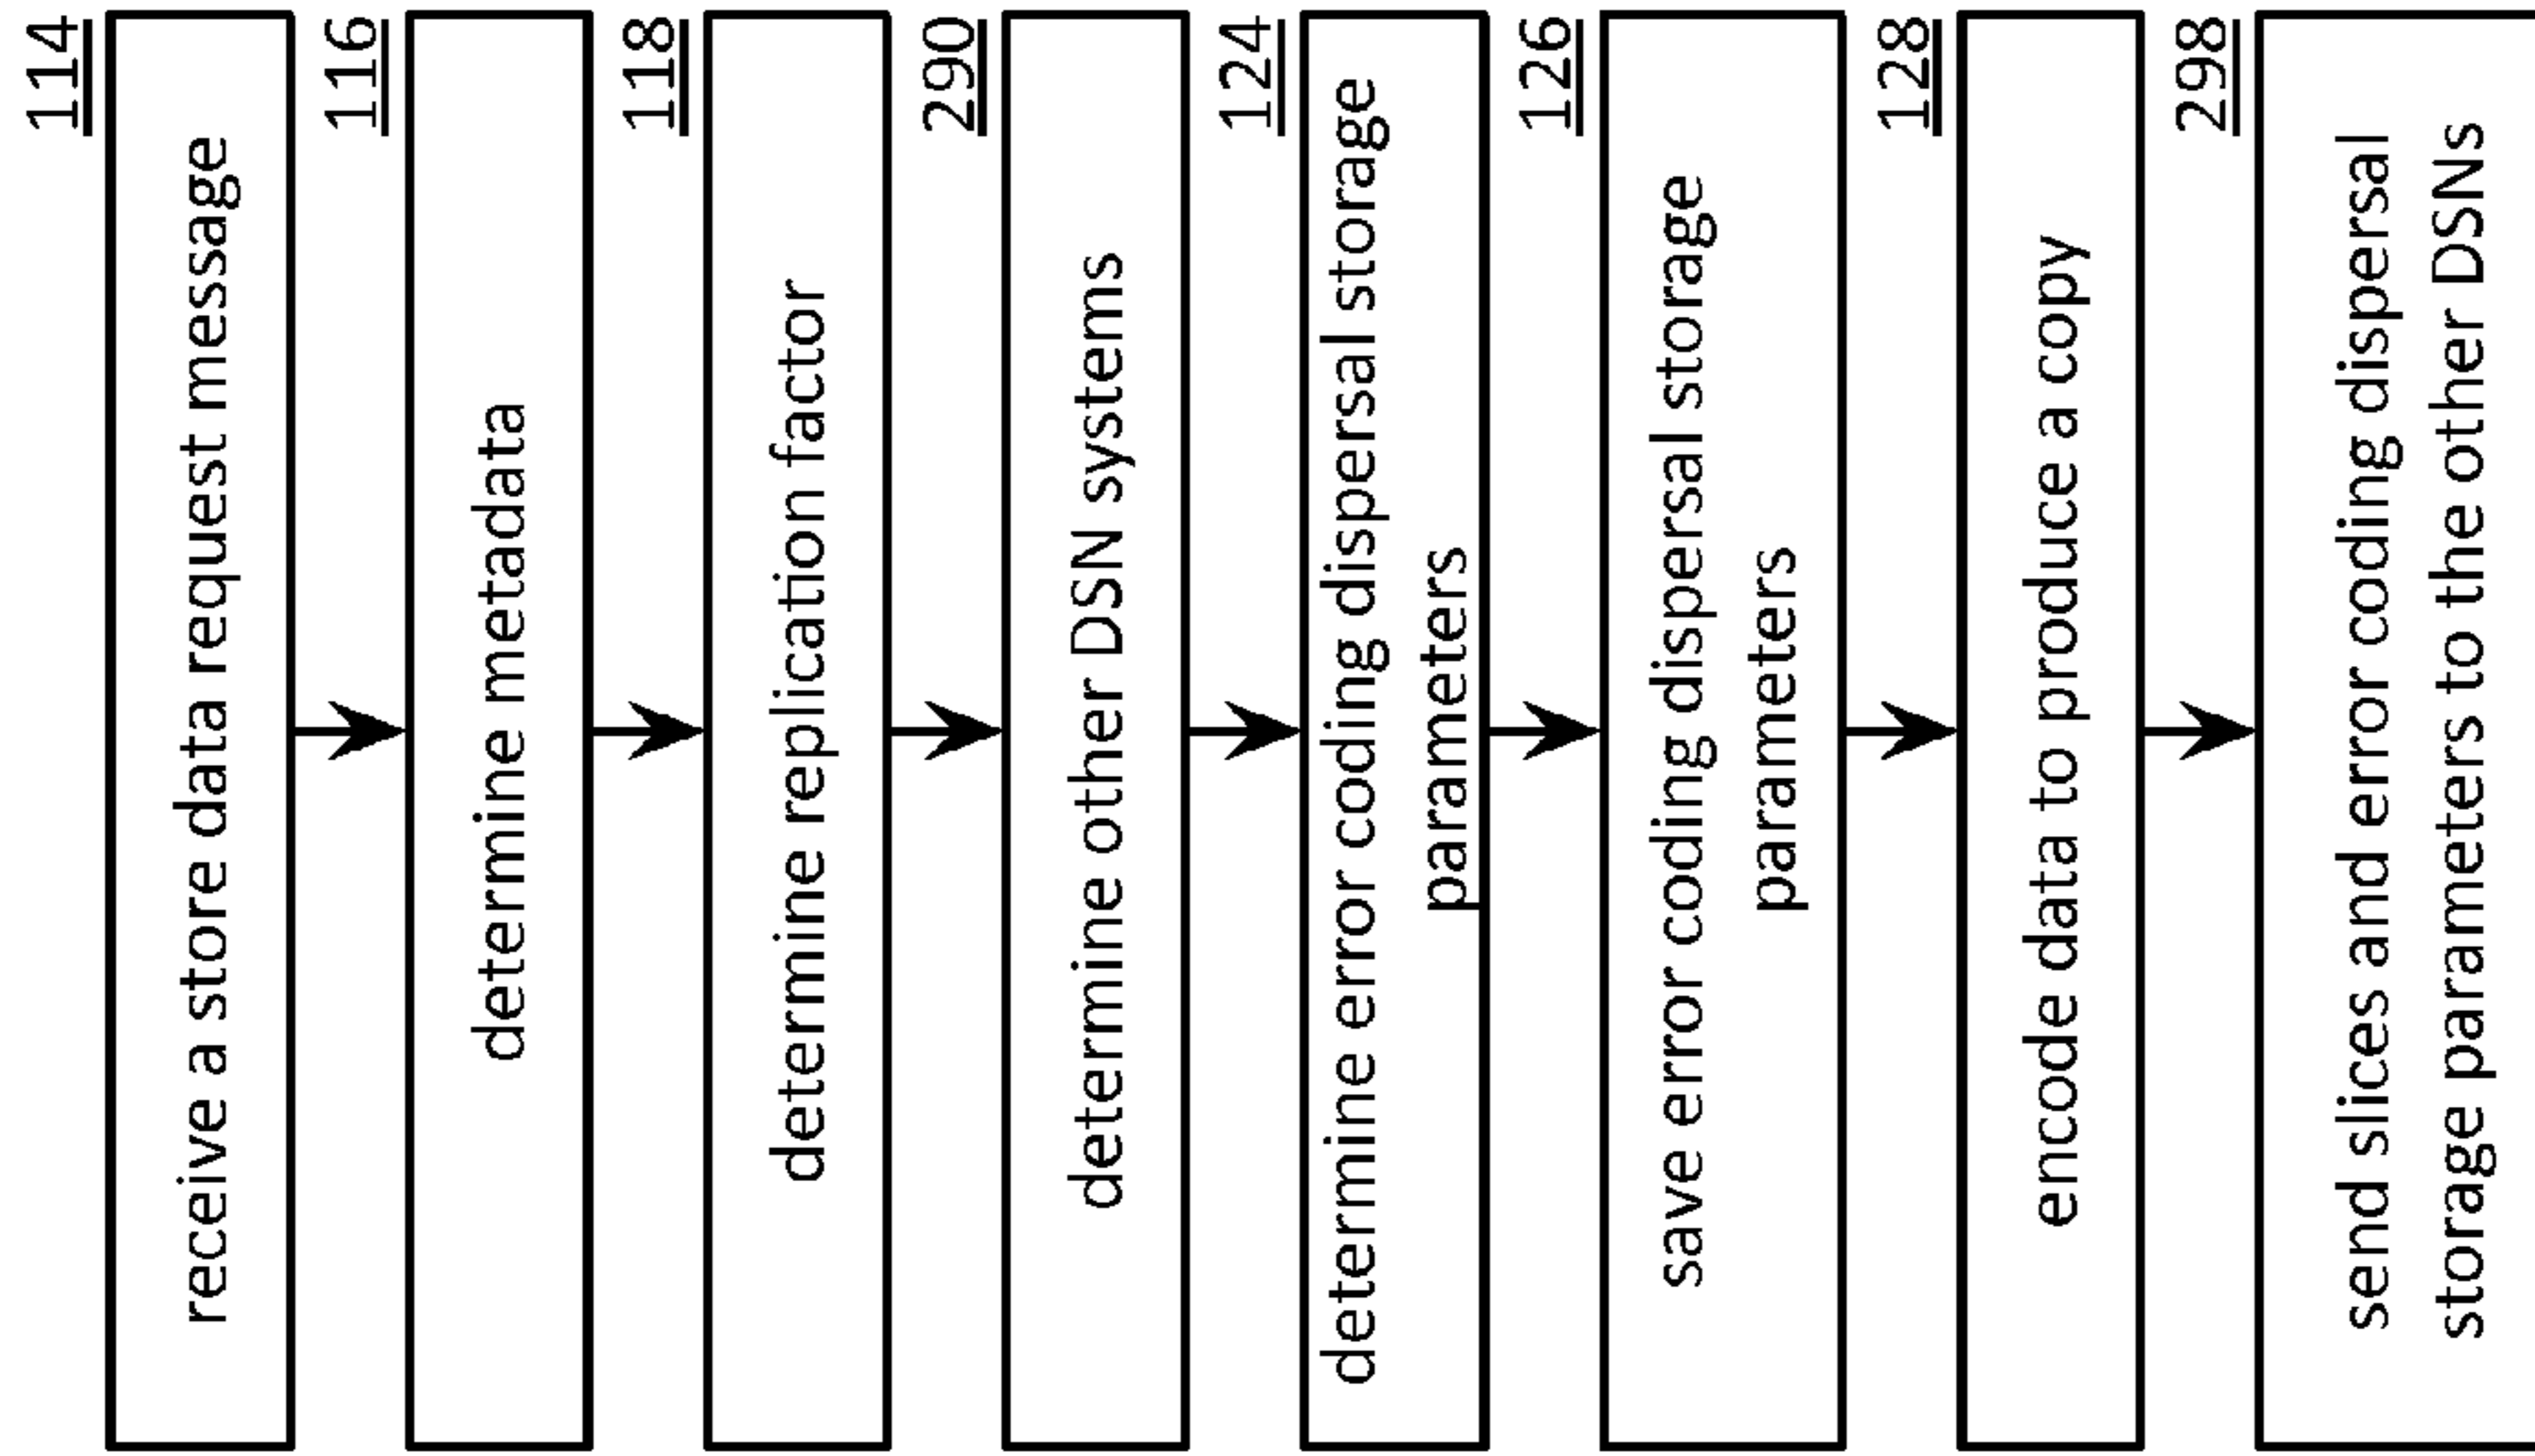 114
receive a store data request message
116
determine metadata
118
determine replication factor
290
determine other DSN systems
124
determine error coding dispersal storage
parameters
126
save error coding dispersal storage
parameters
128
encode data to produce a copy
298
send slices and error coding dispersal
storage parameters to the other DSNs